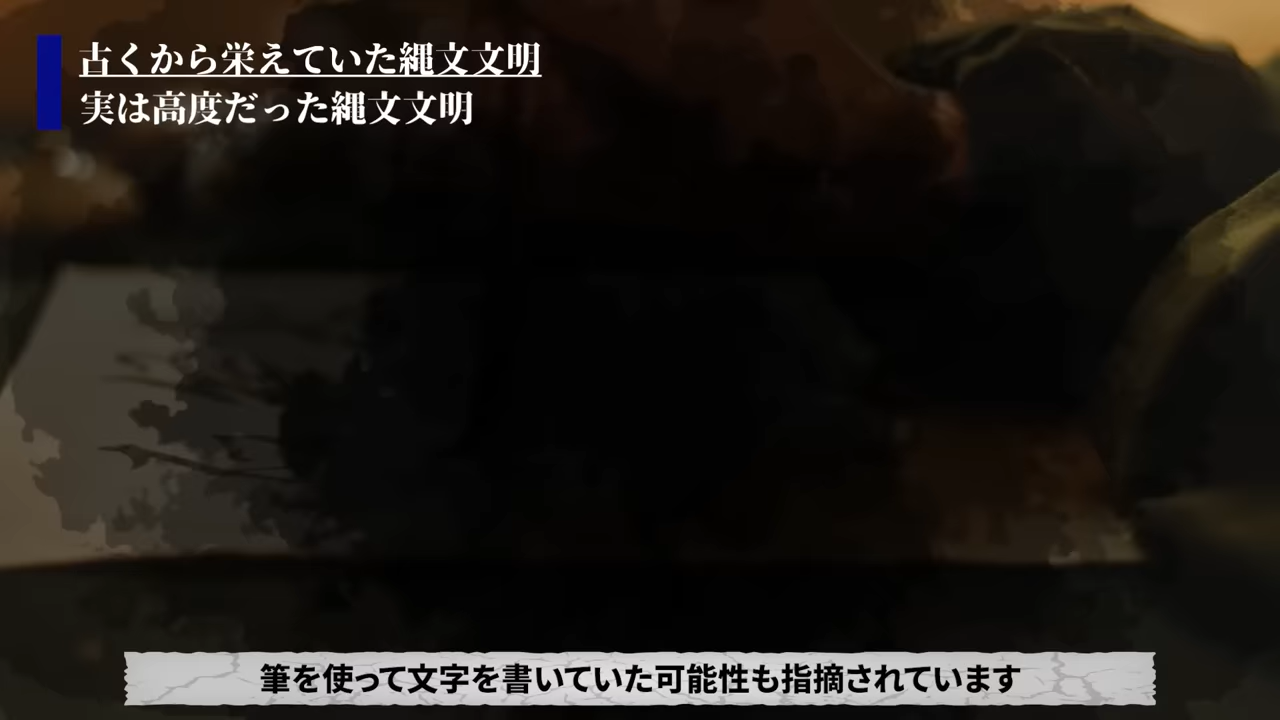 古くから栄えていた縄文文明
実は高度だった縄文文明
筆を使って文字を書いていた可能性も指摘されています